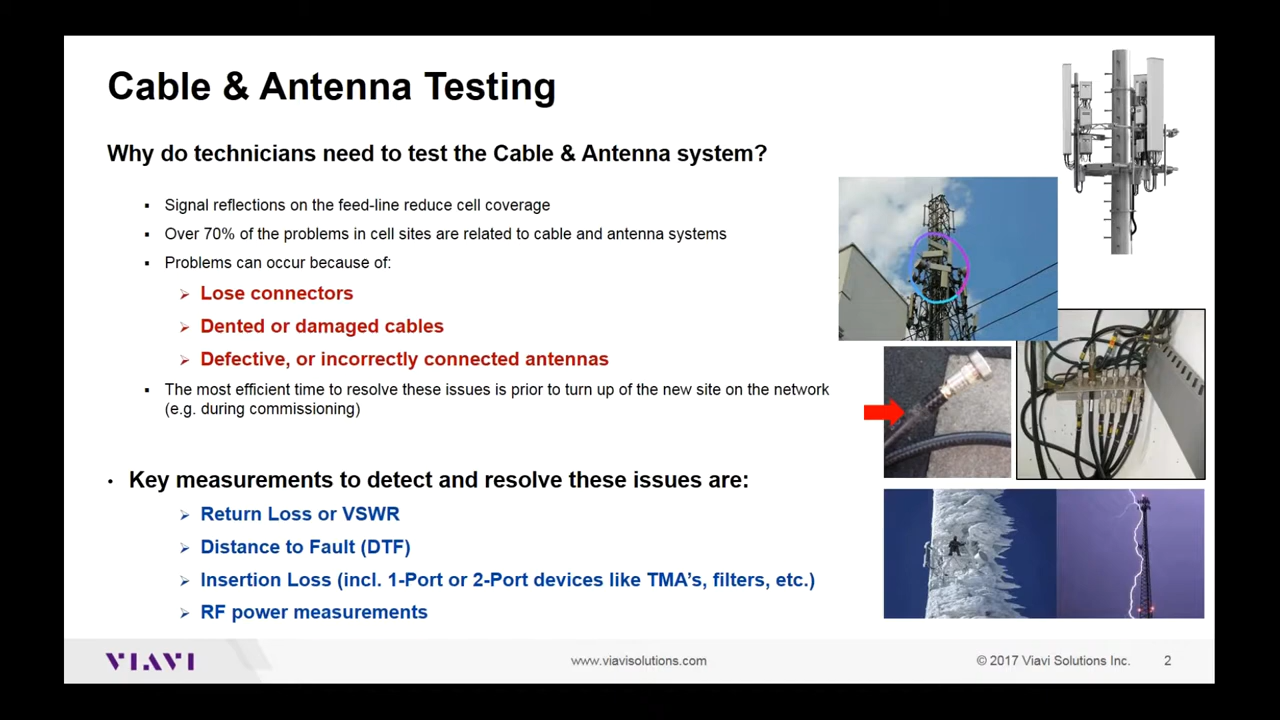 Cable & Antenna Testing
Why do technicians need to test the Cable & Antenna system?
▪ Signal reflections on the feed-line reduce cell coverage
▪ Over 70% of the problems in cell sites are related to cable and antenna systems
▪ Problems can occur because of:
➢ Lose connectors
➢ Dented or damaged cables
➢ Defective, or incorrectly connected antennas
▪ The most efficient time to resolve these issues is prior to turn up of the new site on the network
(e.g. during commissioning)
• Key measurements to detect and resolve these issues are:
➢ Return Loss or VSWR
➢ Distance to Fault (DTF)
➢ Insertion Loss (incl. 1-Port or 2-Port devices like TMA’s, filters, etc.)
➢ RF power measurements
VIAVI
www.viavisolutions.com
© 2017 Viavi Solutions Inc.
2